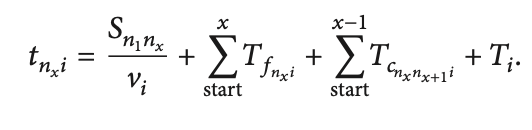 t_{n_x i} = \frac{S_{n_1 n_x}}{v_i} + \sum_{\text{start}}^{x} T_{f_{n_x i}} + \sum_{\text{start}}^{x-1} T_{c_{n_x n_{x+1} i}} + T_i.